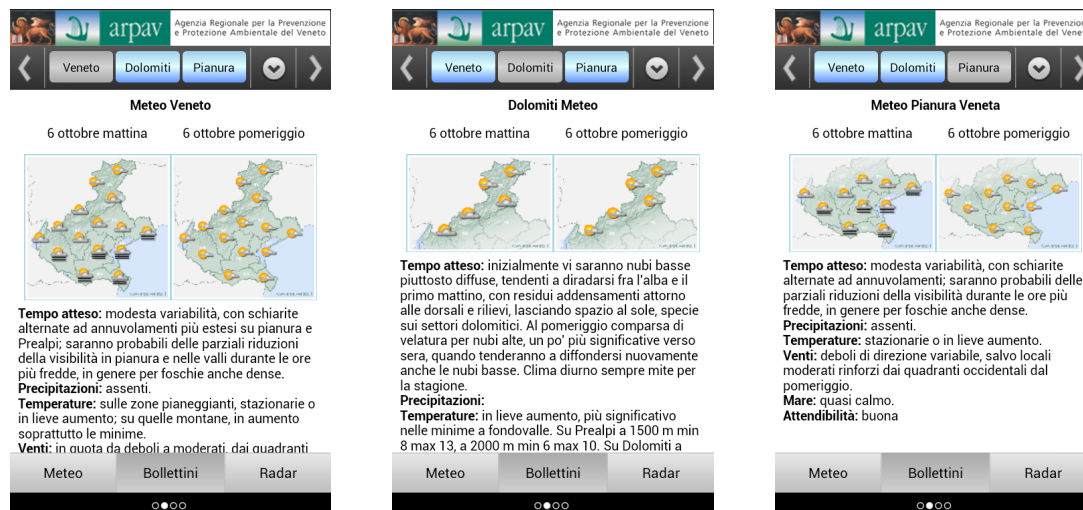 arpav
Agenzia Regionale per la Prevenzione
e Protezione Ambientale del Veneto
Veneto
Dolomiti
Pianura
Meteo Veneto
6 ottobre mattina
6 ottobre pomeriggio
Tempo atteso: modesta variabilità, con schiarite
alternate ad annuvolamenti più estesi su pianura e
Prealpi; saranno probabili delle parziali riduzioni
della visibilità in pianura e nelle valli durante le ore
più fredde, in genere per foschie anche dense.
Precipitazioni: assenti.
Temperature: sulle zone pianeggianti, stazionarie o
in lieve aumento; su quelle montane, in aumento
soprattutto le minime.
Venti: in quota da deboli a moderati, dai quadranti
Meteo
Bollettini
Radar
arpav
Agenzia Regionale per la Prevenzione
e Protezione Ambientale del Veneto
Veneto
Dolomiti
Pianura
Dolomiti Meteo
6 ottobre mattina
6 ottobre pomeriggio
Tempo atteso: inizialmente vi saranno nubi basse
piuttosto diffuse, tendenti a diradarsi fra l'alba e il
primo mattino, con residui addensamenti attorno
alle dorsali e rilievi, lasciando spazio al sole, specie
sui settori dolomitici. Al pomeriggio comparsa di
velatura per nubi alte, un po' più significative verso
sera, quando tenderanno a diffondersi nuovamente
anche le nubi basse. Clima diurno sempre mite per
la stagione.
Precipitazioni:
Temperature: in lieve aumento, più significativo
nelle minime a fondovalle. Su Prealpi a 1500 m min
8 max 13, a 2000 m min 6 max 10. Su Dolomiti a
Meteo
Bollettini
Radar
arpav
Agenzia Regionale per la Prevenzion
e Protezione Ambientale del Vene
Veneto
Dolomiti
Pianura
Meteo Pianura Veneta
6 ottobre mattina
6 ottobre pomeriggio
Tempo atteso: modesta variabilità, con schiarite
alternate ad annuvolamenti; saranno probabili delle
parziali riduzioni della visibilità durante le ore più
fredde, in genere per foschie anche dense.
Precipitazioni: assenti.
Temperature: stazionarie o in lieve aumento.
Venti: deboli di direzione variabile, salvo locali
moderati rinforzi dai quadranti occidentali dal
pomeriggio.
Mare: quasi calmo.
Attendibilità: buona
Meteo
Bollettini
Radar